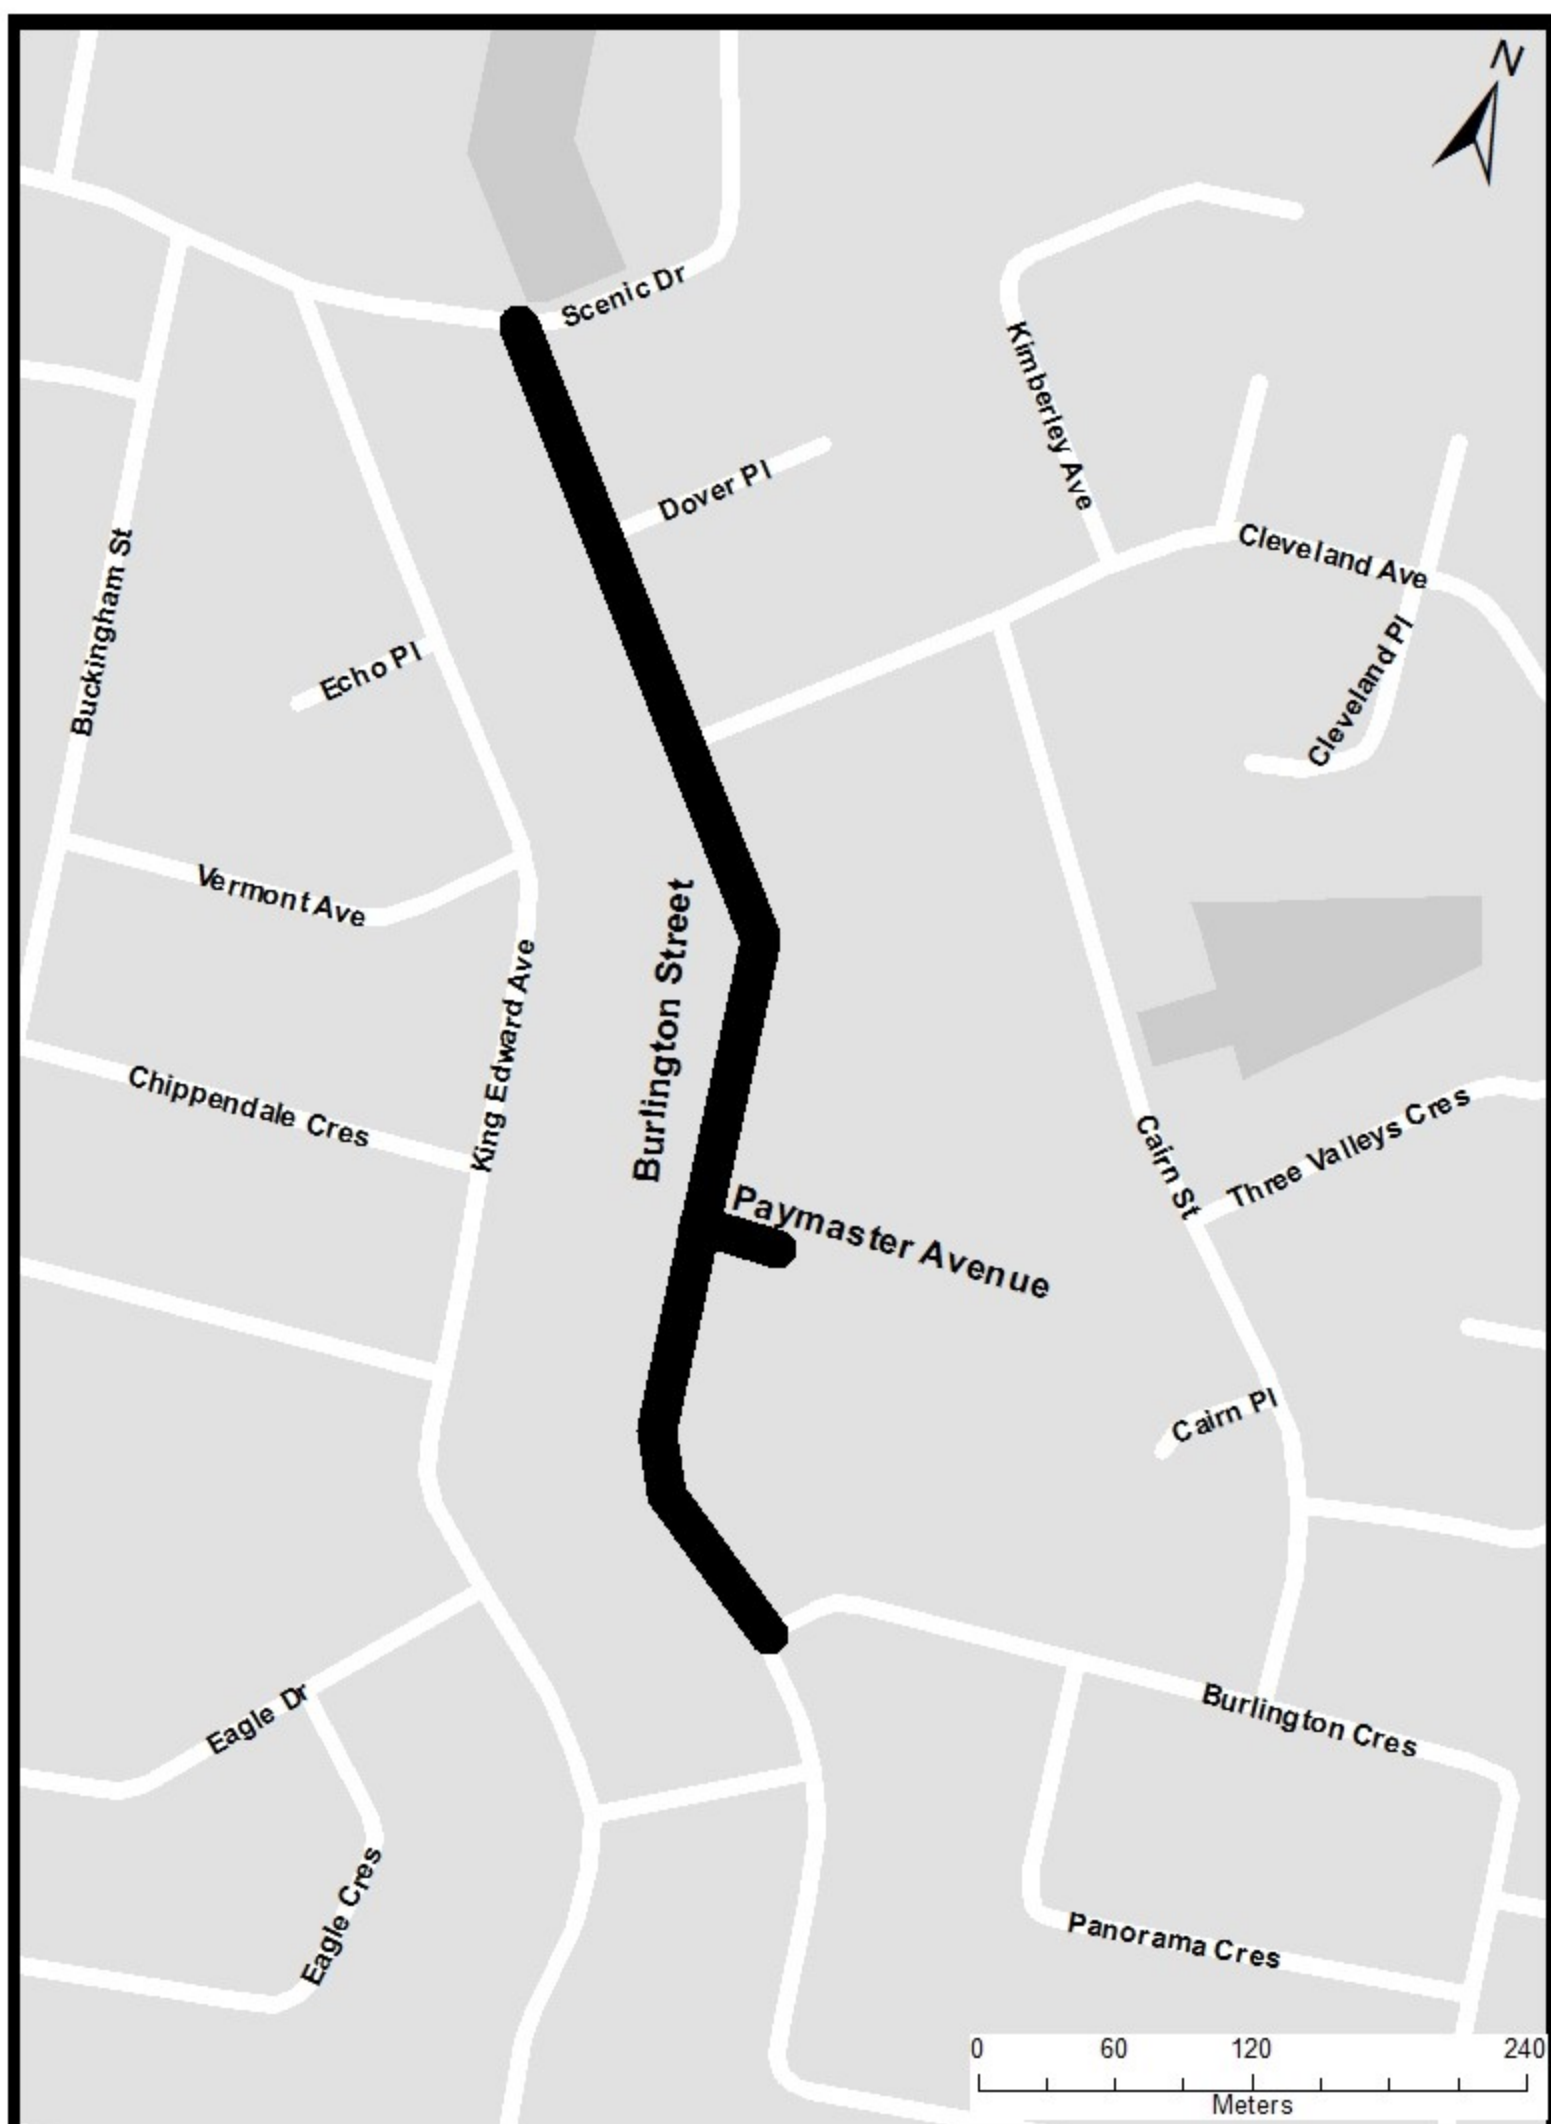 N
Scenic Dr
Kimberley Ave
Dover Pl
Cleveland Ave
Buckingham St
Echo Pl
Cleveland Pl
Vermont Ave
Burlington Street
King Edward Ave
Chippendale Cres
Cairn St
Three Valleys Cres
Paymaster Avenue
Cairn Pl
Eagle Dr
Burlington Cres
Eagle Cres
Panorama Cres
0 60 120 240
Meters